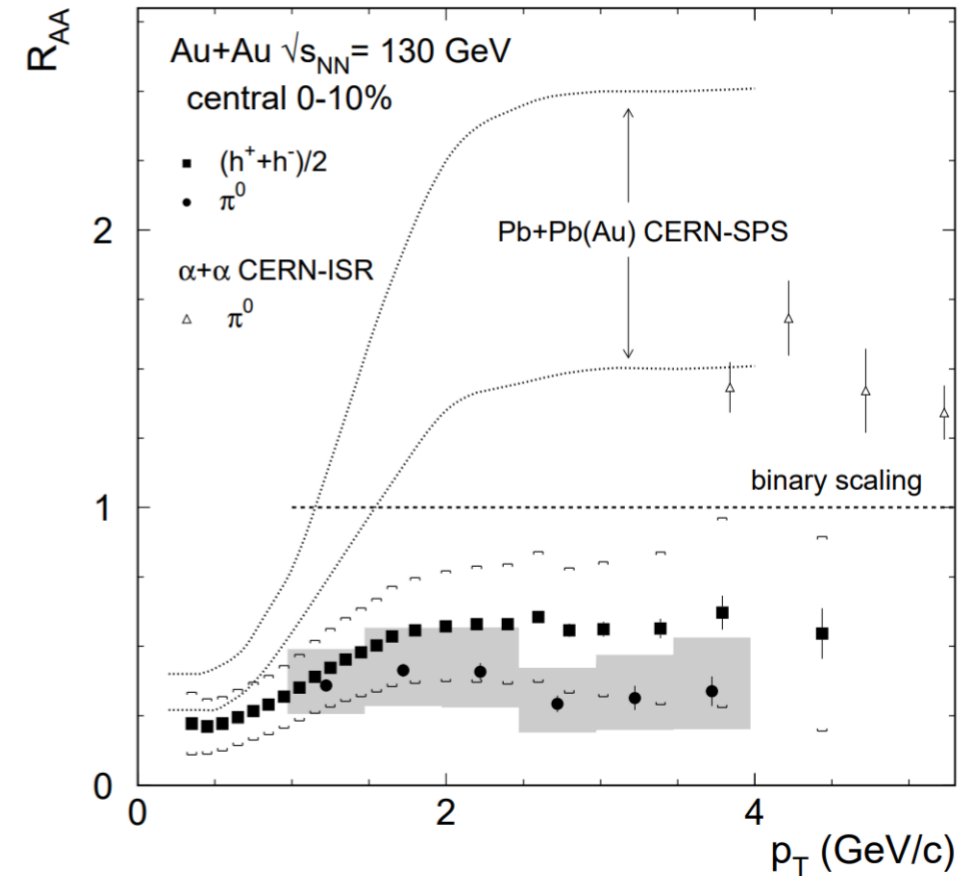 R_AA
Au+Au √s_NN= 130 GeV
central 0-10%
(h⁺+h⁻)/2
π⁰
α+α CERN-ISR
π⁰
Pb+Pb(Au) CERN-SPS
binary scaling
2
1
0
0
2
4
p_T (GeV/c)